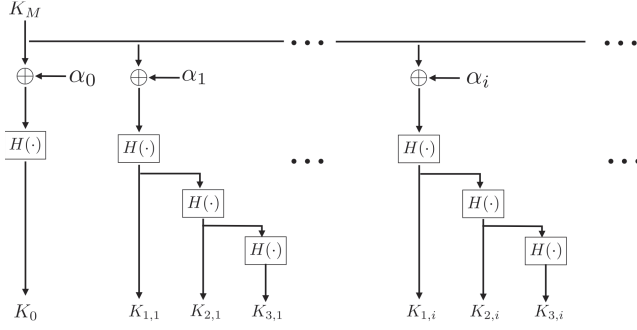 K_M
α_0 α_1 α_i
H(·) H(·) H(·)
H(·) H(·)
H(·) H(·)
K_0 K_{1,1} K_{2,1} K_{3,1} K_{1,i} K_{2,i} K_{3,i}